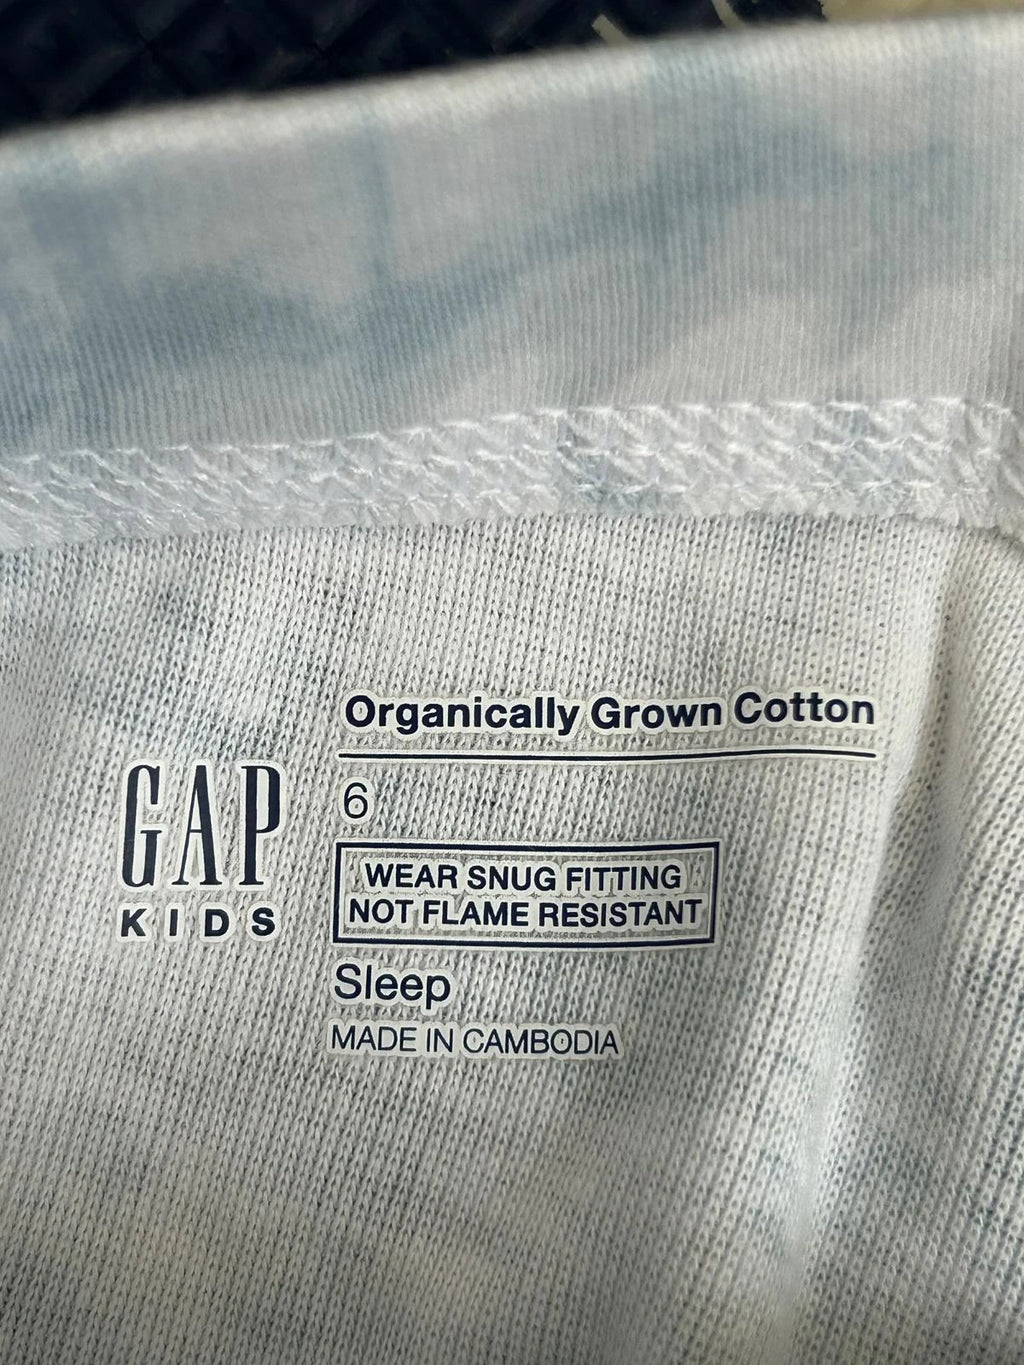 Organically Grown Cotton
GAP
KIDS
6
WEAR SNUG FITTING
NOT FLAME RESISTANT
Sleep
MADE IN CAMBODIA